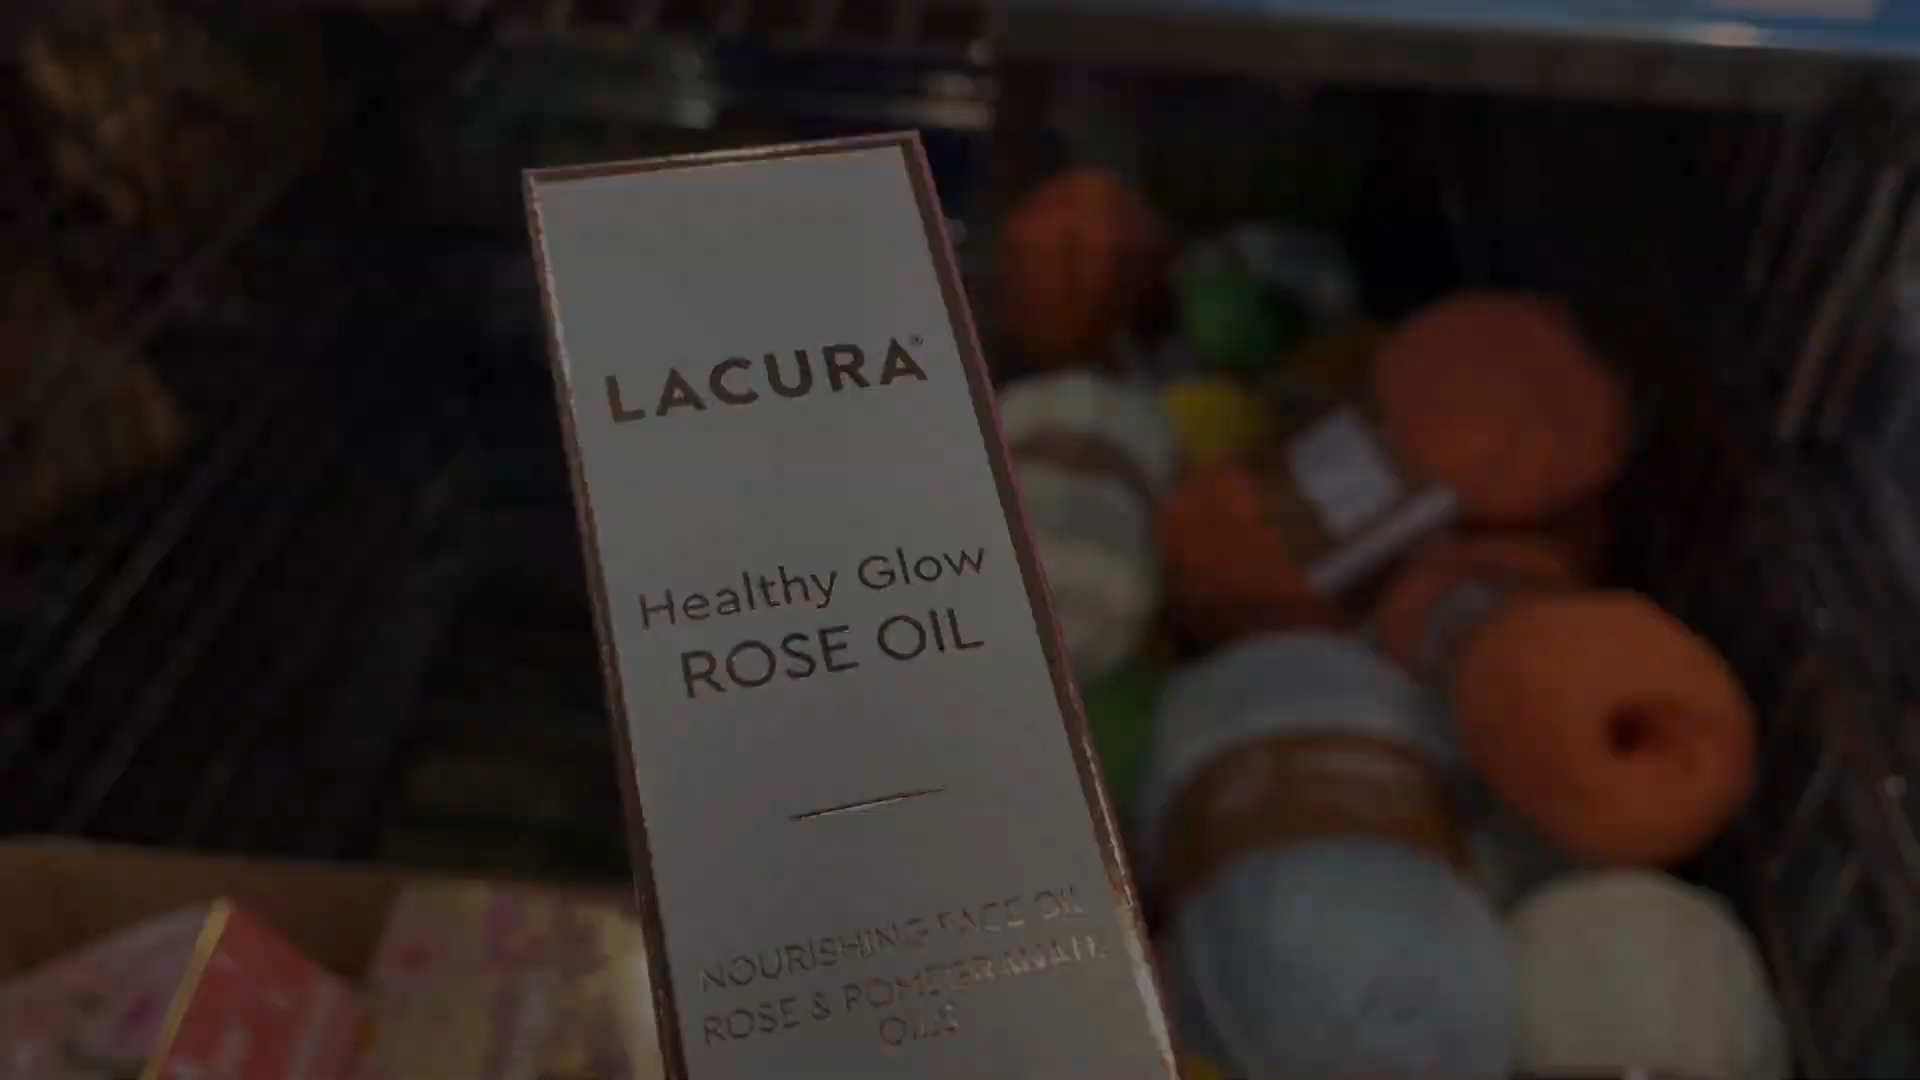 LACURA®
Healthy Glow
ROSE OIL
NOURISHING FACE OIL
ROSE & POMEGRANATE
OILS